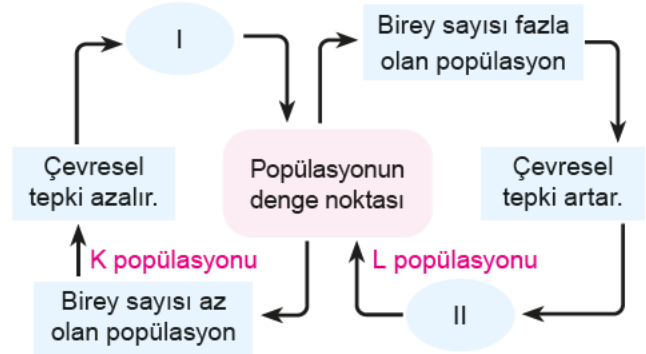 I
Birey sayısı fazla
olan popülasyon
Çevresel
tepki azalır.
Popülasyonun
denge noktası
Çevresel
tepki artar.
K popülasyonu
L popülasyonu
Birey sayısı az
olan popülasyon
II